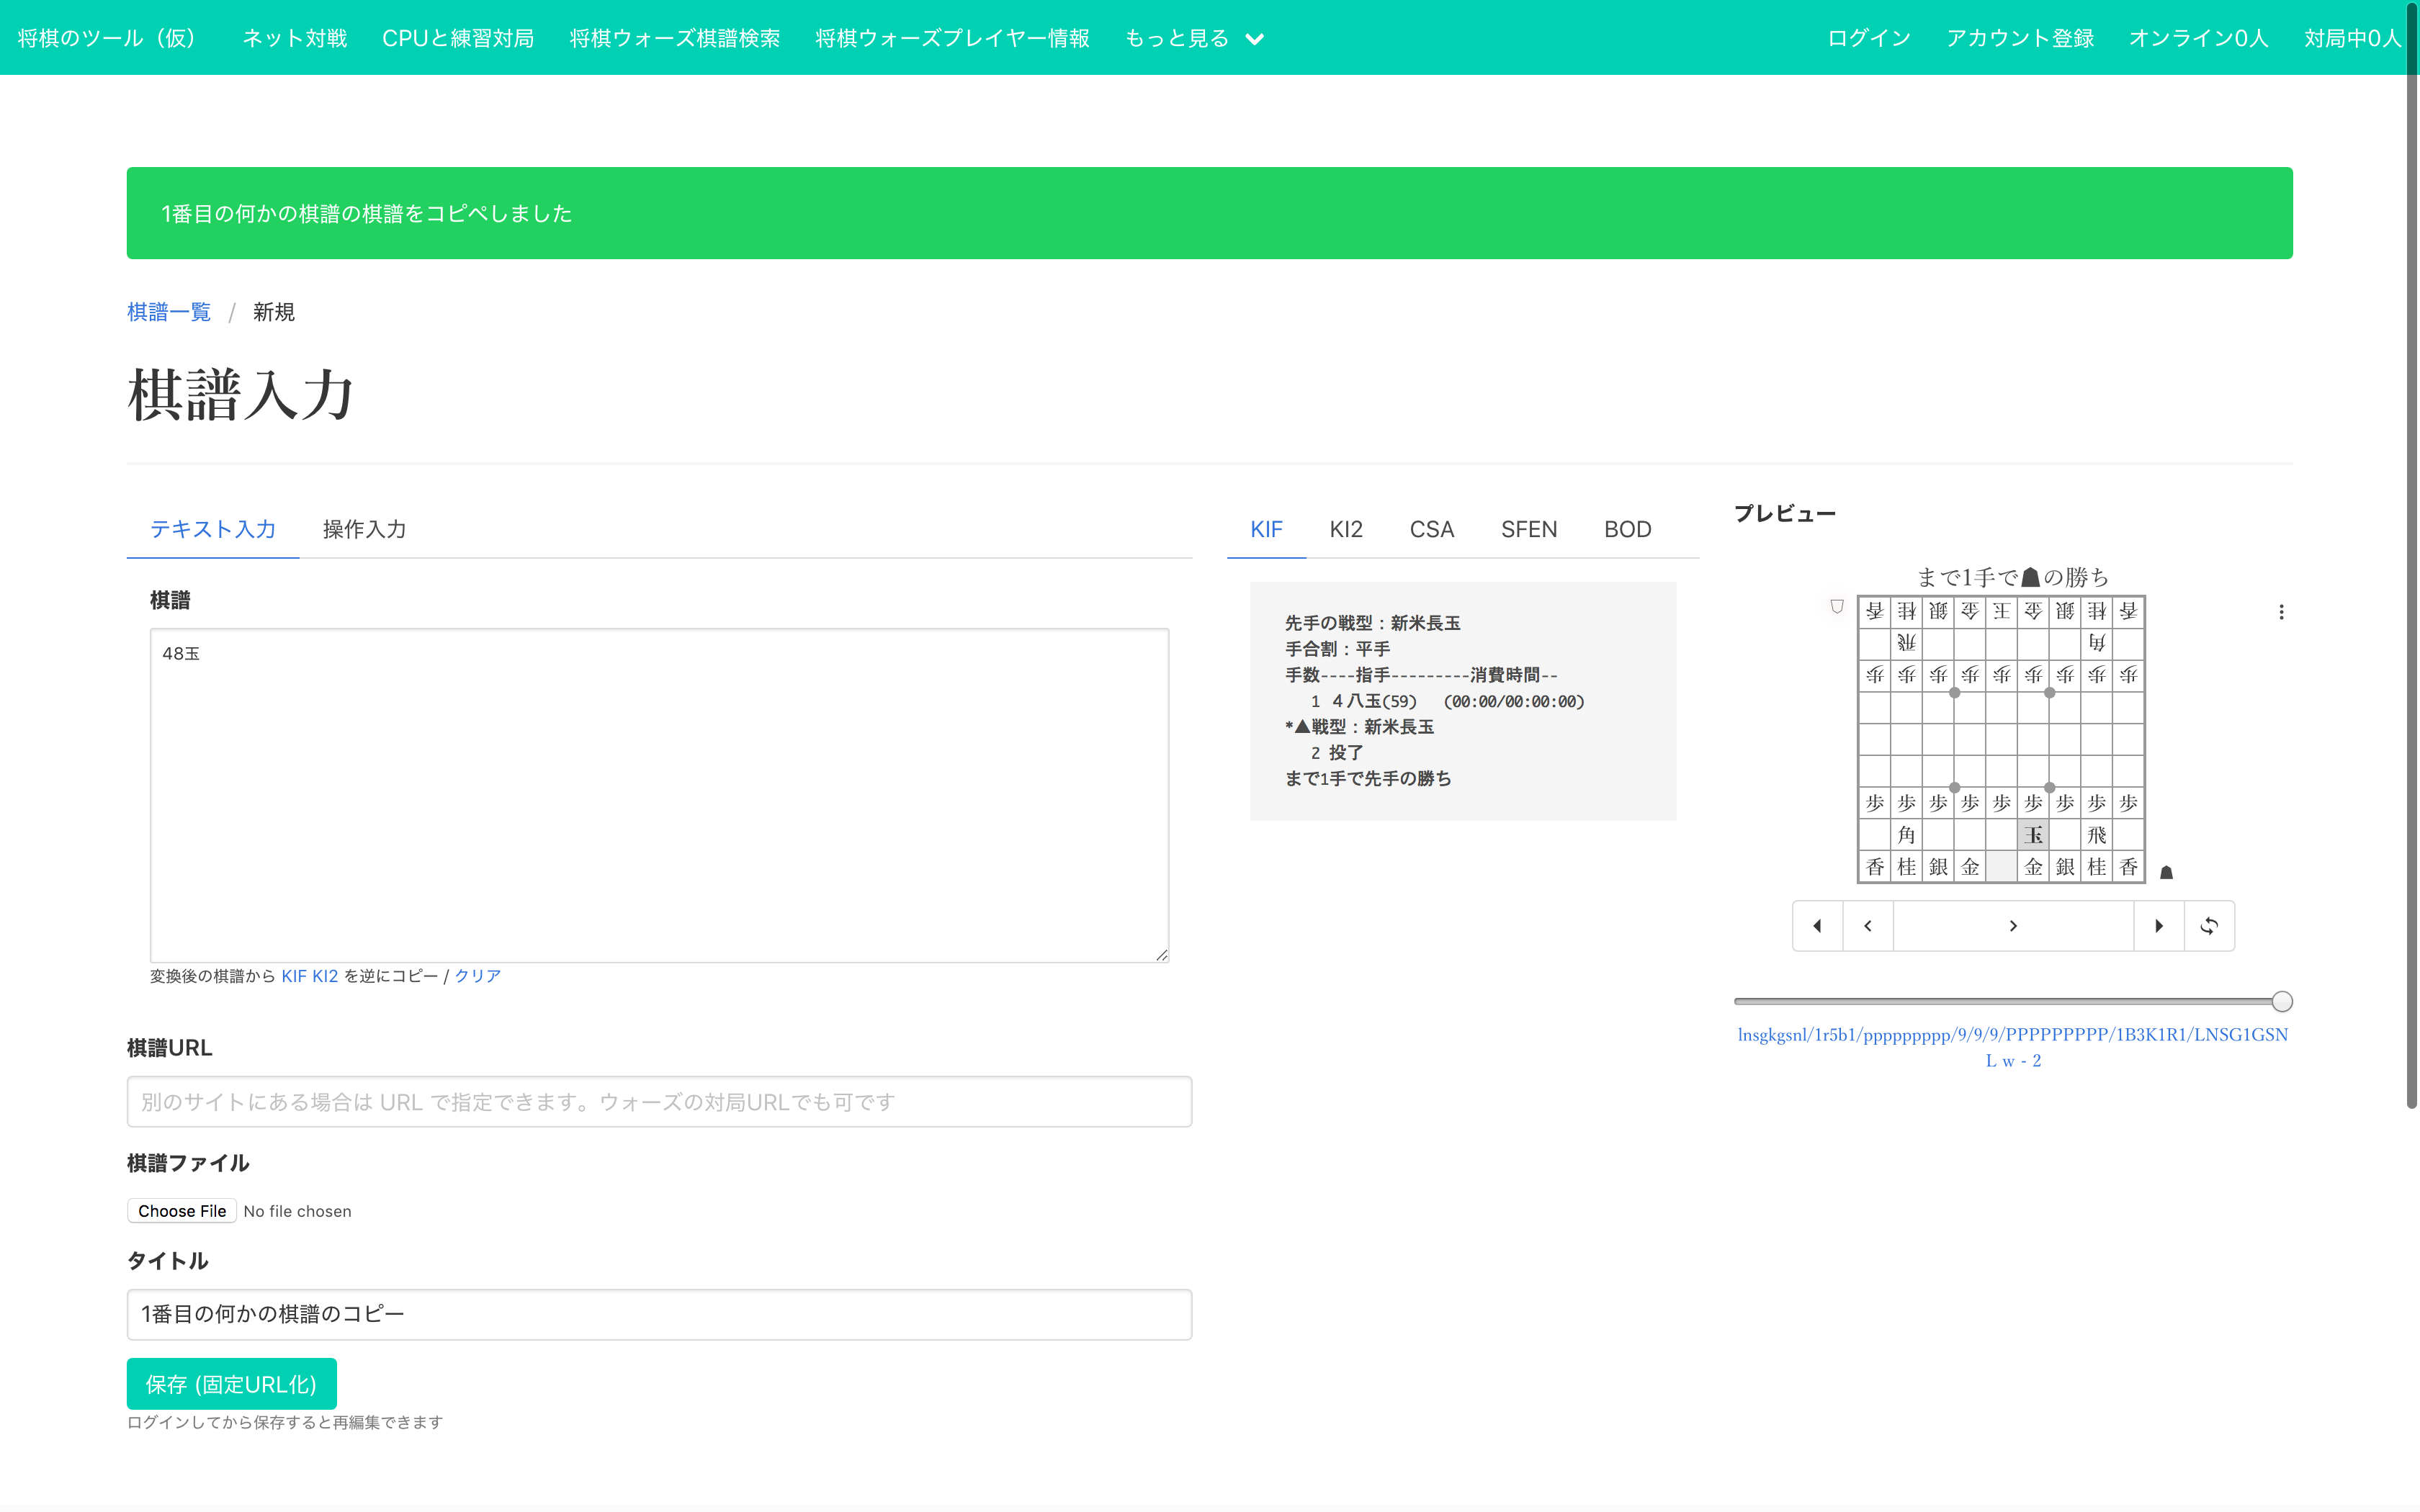 将棋のツール（仮） ネット対戦 CPUと練習対局 将棋ウォーズ棋譜検索 将棋ウォーズプレイヤー情報 もっと見る ログイン アカウント登録 オンライン0人 対局中0人
1番目の何かの棋譜の棋譜をコピペしました
棋譜一覧 / 新規
棋譜入力
テキスト入力 操作入力
棋譜
48玉
変換後の棋譜から KIF KI2 を逆にコピー / クリア
棋譜URL
別のサイトにある場合は URL で指定できます。ウォーズの対局URLでも可です
棋譜ファイル
Choose File No file chosen
タイトル
1番目の何かの棋譜のコピー
保存 (固定URL化)
ログインしてから保存すると再編集できます
KIF KI2 CSA SFEN BOD
先手の戦型：新米長玉
手合割：平手
手数----指手---------消費時間--
1 ４八玉(59) (00:00/00:00:00)
*▲戦型：新米長玉
2 投了
まで1手で先手の勝ち
プレビュー
まで1手で☗の勝ち
☖
香桂銀金王金銀桂香
飛 角
歩歩歩歩歩歩歩歩歩
歩歩歩歩歩歩歩歩歩
角 玉 飛
香桂銀金 金銀桂香
☗
lnsgkgsnl/1r5b1/ppppppppp/9/9/9/PPPPPPPPP/1B3K1R1/LNSG1GSN
L w - 2